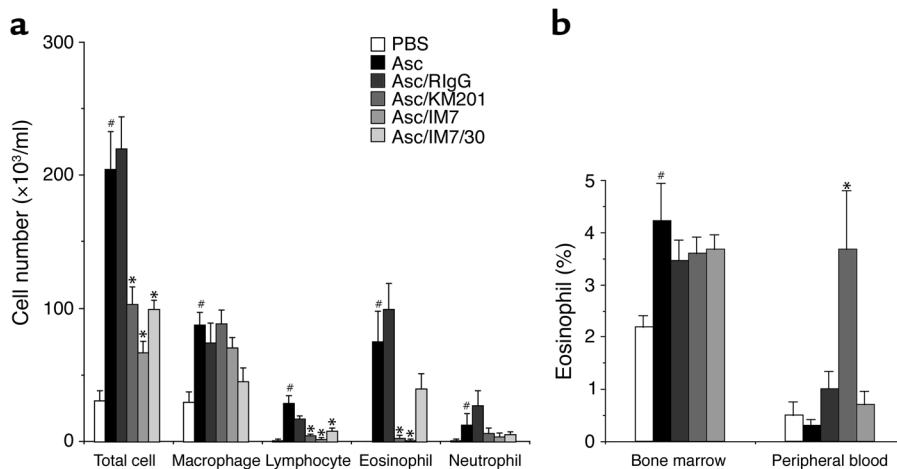 a
300
200
100
0
Cell number (×10³/ml)
PBS
Asc
Asc/RIgG
Asc/KM201
Asc/IM7
Asc/IM7/30
#
*
*
*
#
#
*
*
*
#
*
*
#
Total cell Macrophage Lymphocyte Eosinophil Neutrophil
b
5
4
3
2
1
0
Eosinophil (%)
#
*
Bone marrow Peripheral blood